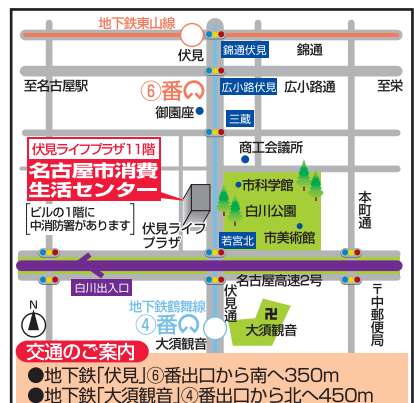 地下鉄東山線
伏見
錦通伏見
錦通
至名古屋駅
⑥番
広小路伏見
広小路通
至栄
御園座
三蔵
商工会議所
伏見ライフプラザ11階
名古屋市消費
生活センター
ビルの1階に
中消防署があります
市科学館
白川公園
本町通
伏見ライフ
プラザ
若宮北
市美術館
白川出入口
名古屋高速2号
伏見通
N
地下鉄鶴舞線
④番
大須観音
卍
大須観音
〒中郵便局
交通のご案内
●地下鉄「伏見」⑥番出口から南へ350m
●地下鉄「大須観音」④番出口から北へ450m